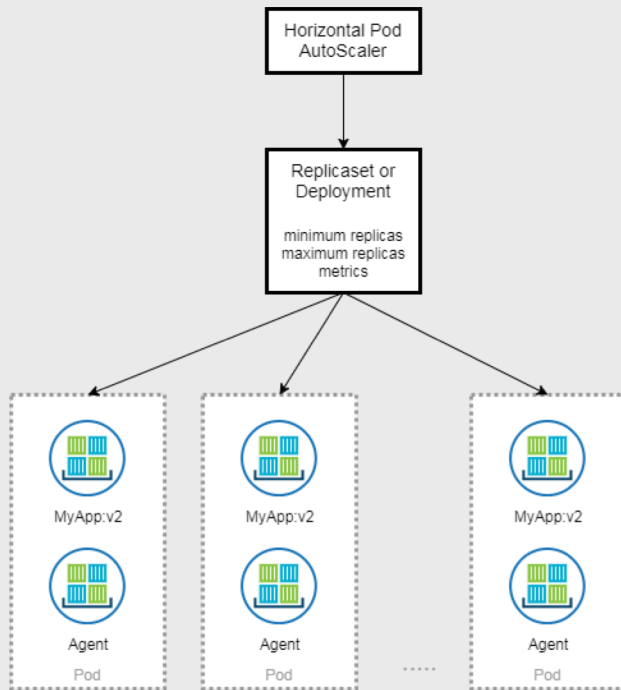 Horizontal Pod
AutoScaler
Replicaset or
Deployment
minimum replicas
maximum replicas
metrics
MyApp:v2
MyApp:v2
MyApp:v2
Agent
Agent
Agent
Pod
Pod
.....
Pod